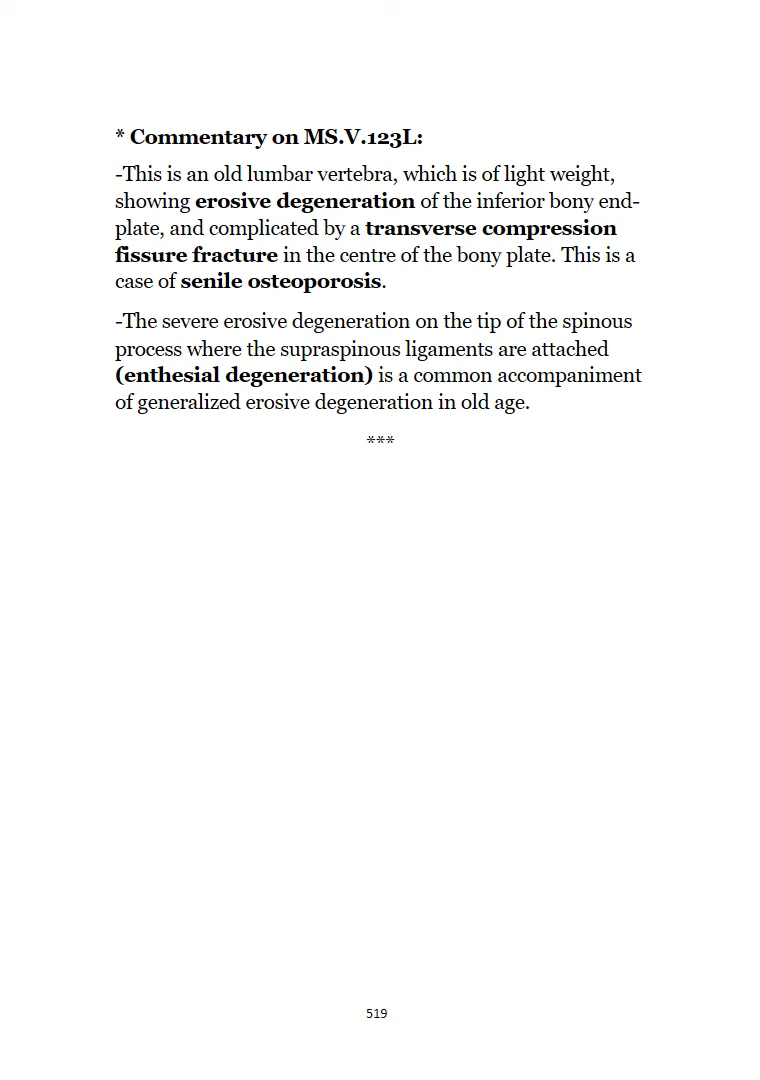 * Commentary on MS.V.123L:
-This is an old lumbar vertebra, which is of light weight,
showing erosive degeneration of the inferior bony end-
plate, and complicated by a transverse compression
fissure fracture in the centre of the bony plate. This is a
case of senile osteoporosis.
-The severe erosive degeneration on the tip of the spinous
process where the supraspinous ligaments are attached
(enthesial degeneration) is a common accompaniment
of generalized erosive degeneration in old age.
***
519